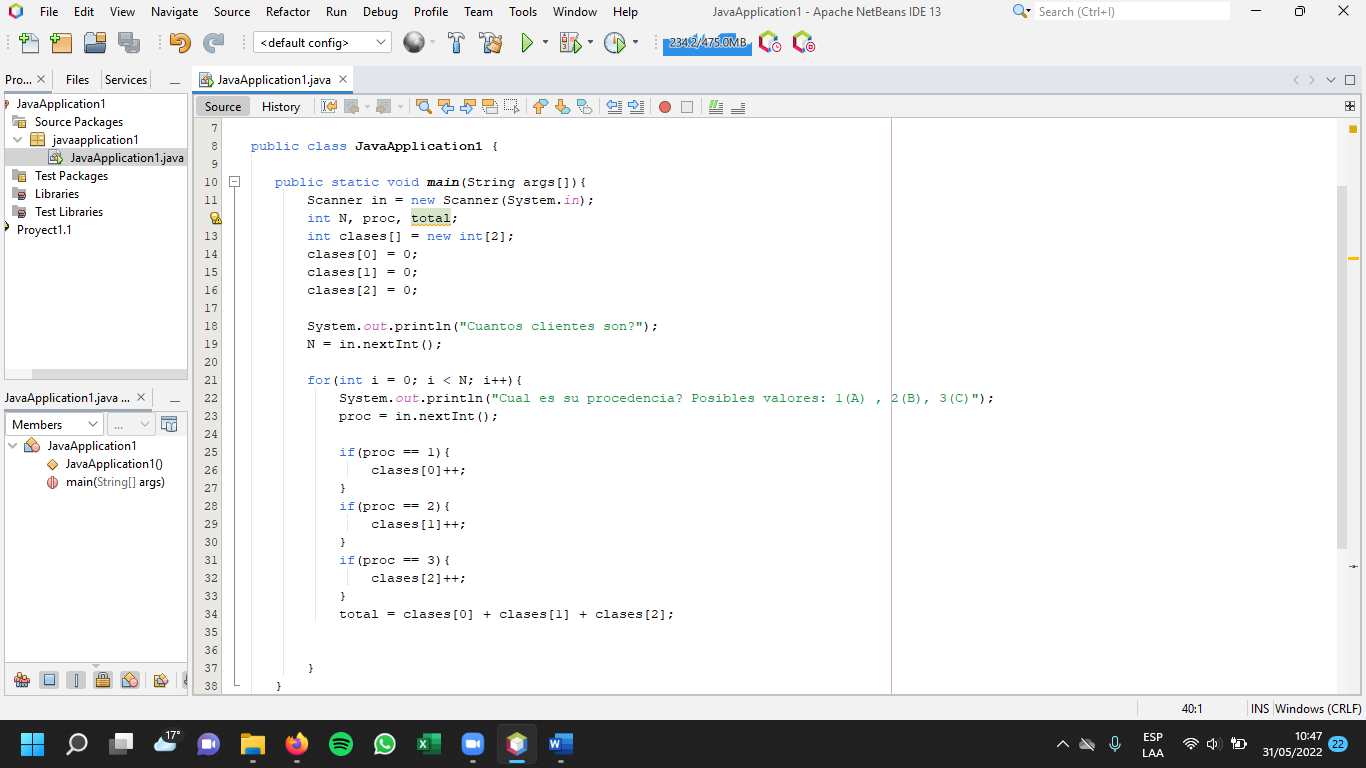 File Edit View Navigate Source Refactor Run Debug Profile Team Tools Window Help
JavaApplication1 - Apache NetBeans IDE 13
Search (Ctrl+I)
<default config>
234.2/475.0MB
Pro... Files Services
JavaApplication1
Source Packages
javaapplication1
JavaApplication1.java
Test Packages
Libraries
Test Libraries
Proyect1.1
JavaApplication1.java ...
Members
...
JavaApplication1
JavaApplication1()
main(String[] args)
JavaApplication1.java
Source History
7
8 public class JavaApplication1 {
9
10 public static void main(String args[]){
11 Scanner in = new Scanner(System.in);
int N, proc, total;
13 int clases[] = new int[2];
14 clases[0] = 0;
15 clases[1] = 0;
16 clases[2] = 0;
17
18 System.out.println("Cuantos clientes son?");
19 N = in.nextInt();
20
21 for(int i = 0; i < N; i++){
22 System.out.println("Cual es su procedencia? Posibles valores: 1(A) , 2(B), 3(C)");
23 proc = in.nextInt();
24
25 if(proc == 1){
26 clases[0]++;
27 }
28 if(proc == 2){
29 clases[1]++;
30 }
31 if(proc == 3){
32 clases[2]++;
33 }
34 total = clases[0] + clases[1] + clases[2];
35
36
37 }
38 }
40:1 INS Windows (CRLF)
17°
ESP
LAA
10:47
31/05/2022
22